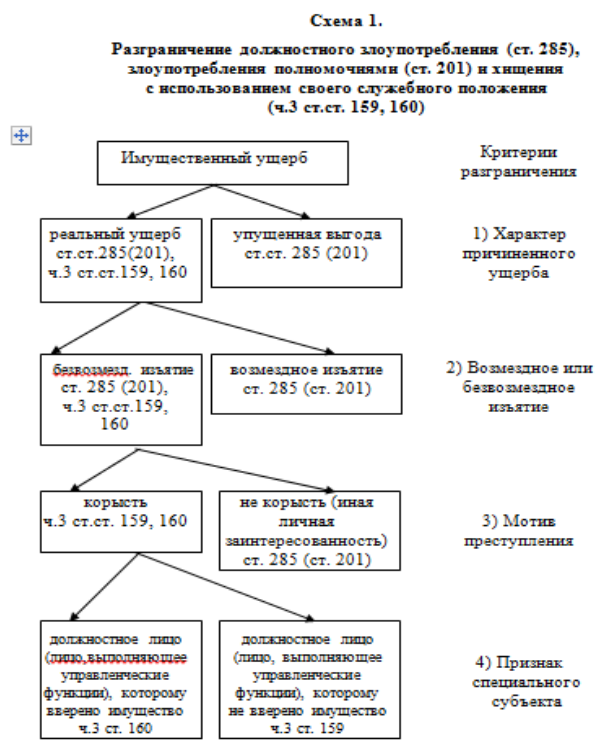 Схема 1.
Разграничение должностного злоупотребления (ст. 285),
злоупотребления полномочиями (ст. 201) и хищения
с использованием своего служебного положения
(ч.3 ст.ст. 159, 160)
Имущественный ущерб
Критерии
разграничения
реальный ущерб
ст.ст.285(201),
ч.3 ст.ст.159, 160
упущенная выгода
ст.ст. 285 (201)
1) Характер
причиненного
ущерба
безвозмезд. изъятие
ст. 285 (201),
ч.3 ст.ст.159,
160
возмездное изъятие
ст. 285 (ст. 201)
2) Возмездное или
безвозмездное
изъятие
корысть
ч.3 ст.ст. 159, 160
не корысть (иная
личная
заинтересованность)
ст. 285 (ст. 201)
3) Мотив
преступления
должностное лицо
(лицо,выполняющее
управленческие
функции), которому
вверено имущество
ч.3 ст. 160
должностное лицо
(лицо, выполняющее
управленческие
функции), которому
не вверено имущество
ч.3 ст. 159
4) Признак
специального
субъекта